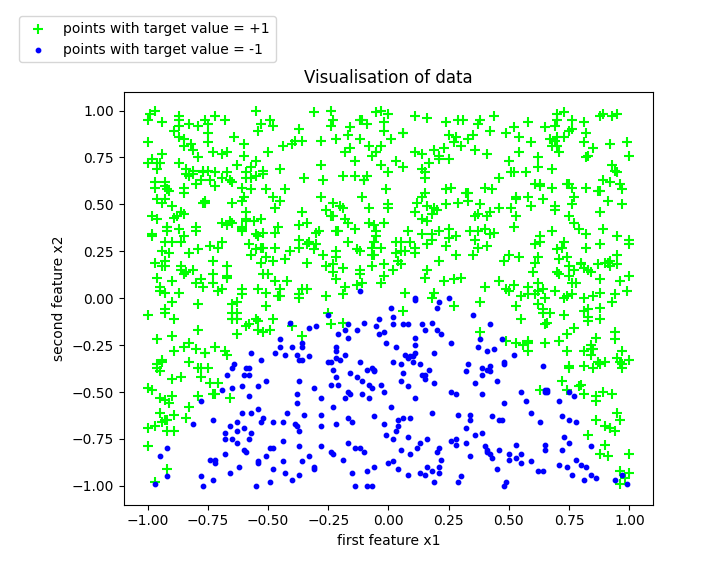 points with target value = +1
points with target value = -1
Visualisation of data
1.00
0.75
0.50
0.25
0.00
−0.25
−0.50
−0.75
−1.00
second feature x2
−1.00 −0.75 −0.50 −0.25 0.00 0.25 0.50 0.75 1.00
first feature x1